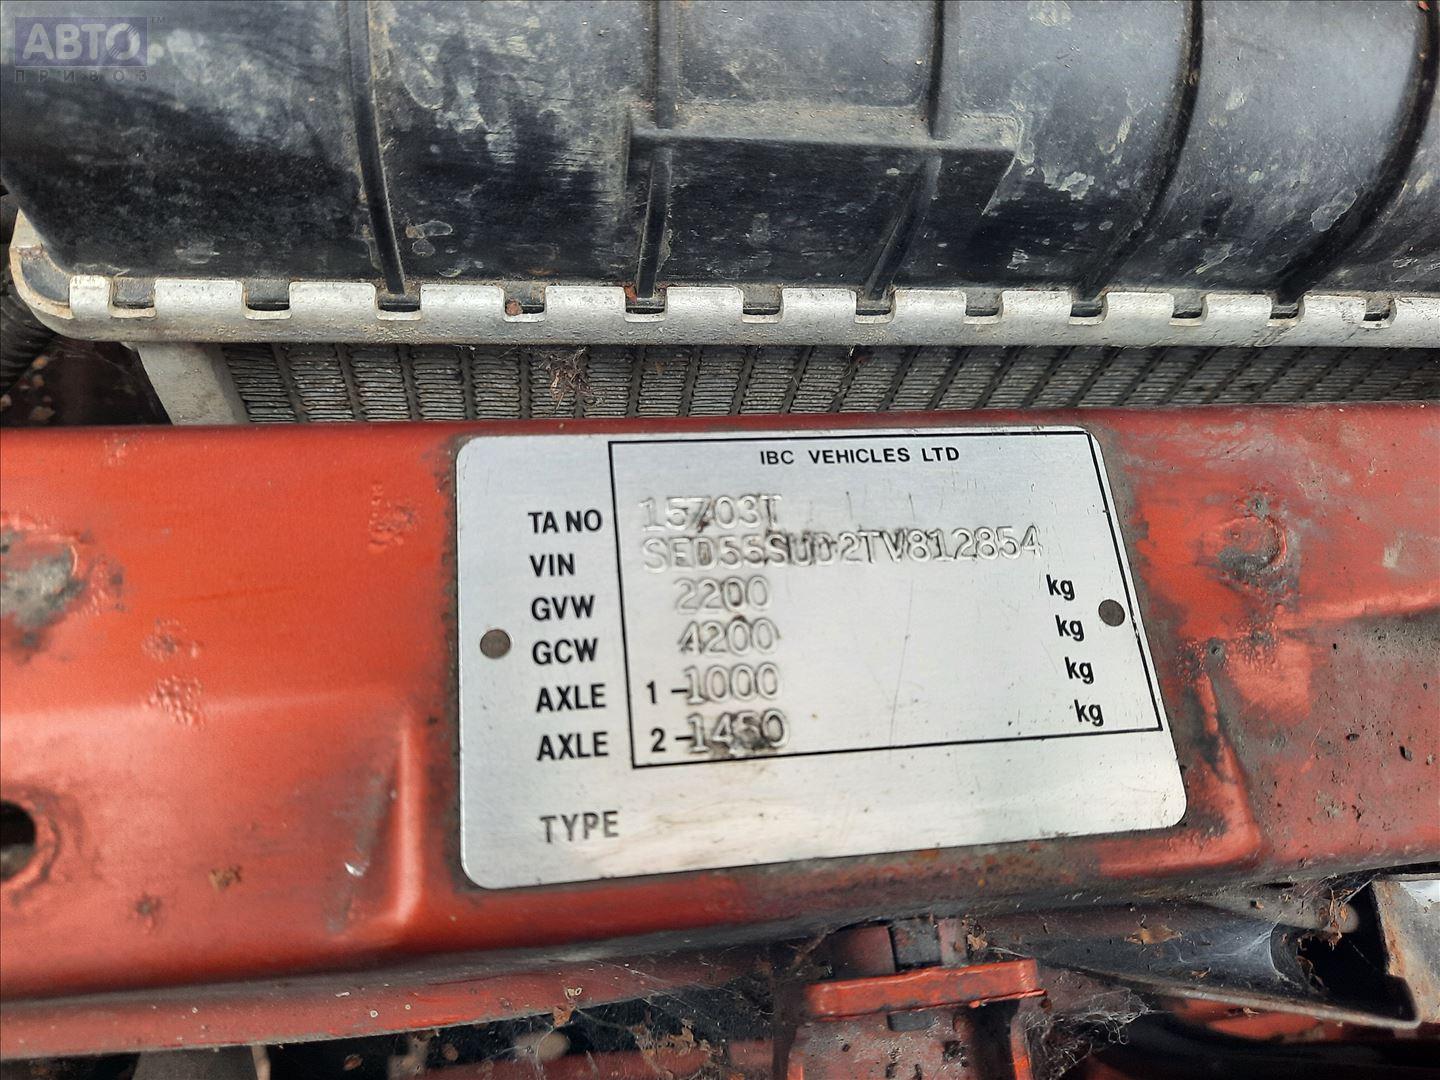 АВТО™
ПРИВОЗ
IBC VEHICLES LTD
TA NO 15703T
VIN SED55SUD2TV812854
GVW 2200 kg
GCW 4200 kg
AXLE 1-1000 kg
AXLE 2-1450 kg
TYPE